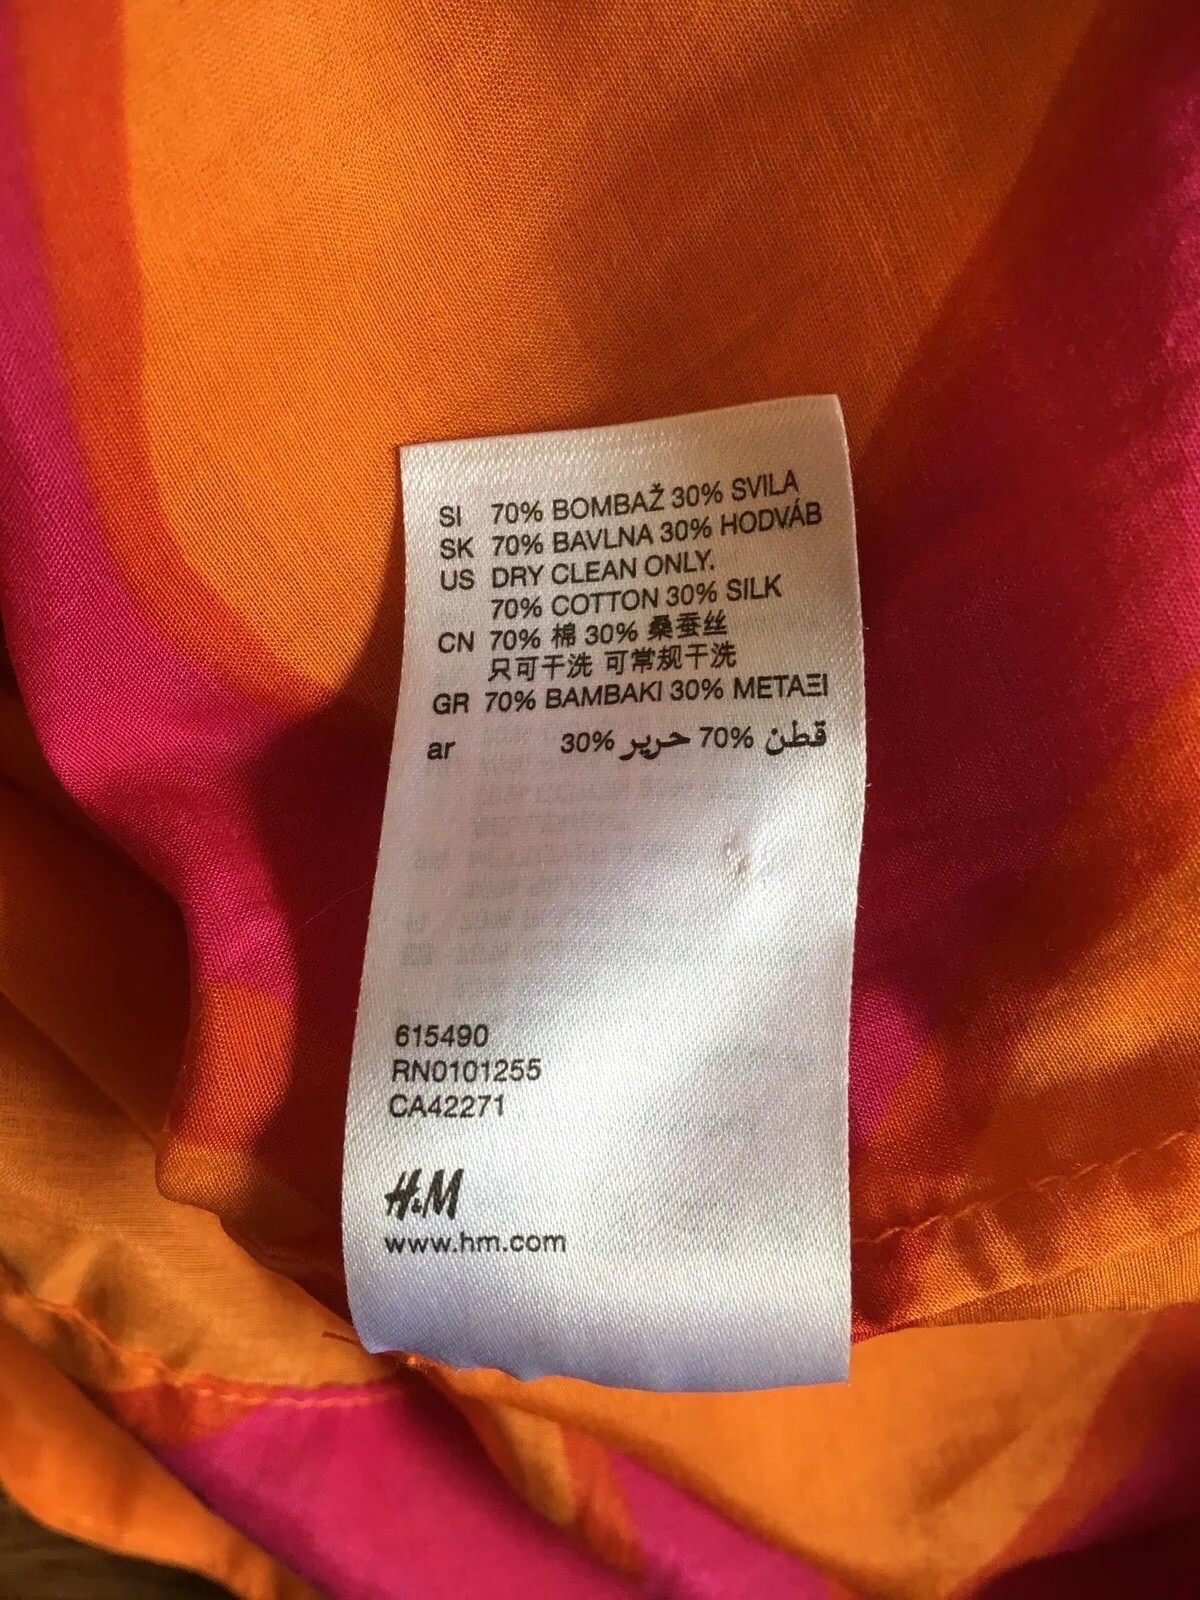 SI 70% BOMBAŽ 30% SVILA
SK 70% BAVLNA 30% HODVÁB
US DRY CLEAN ONLY.
70% COTTON 30% SILK
CN 70% 棉 30% 桑蚕丝
只可干洗 可常规干洗
GR 70% BAMBAKI 30% METAΞI
ar قطن 70% حرير 30%
615490
RN0101255
CA42271
H&M
www.hm.com